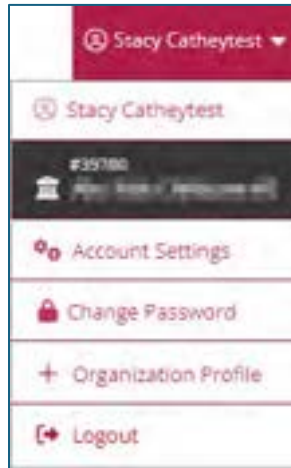 Stacy Catheytest
Stacy Catheytest
#39780
Account Settings
Change Password
Organization Profile
Logout